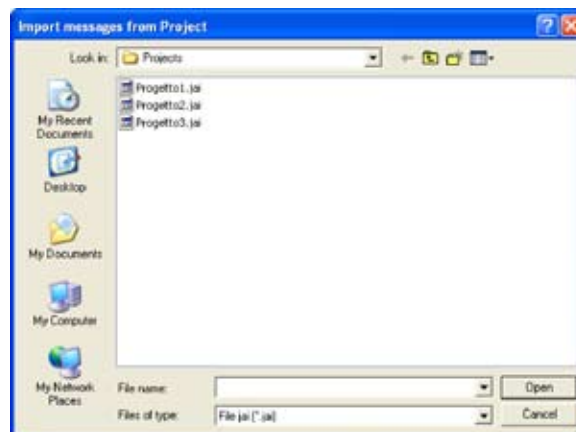 Import messages from Project
Look in: Projects
Progetto1.jai
Progetto2.jai
Progetto3.jai
My Recent
Documents
Desktop
My Documents
My Computer
My Network
Places
File name:
Open
Files of type:
File jai (*.jai)
Cancel